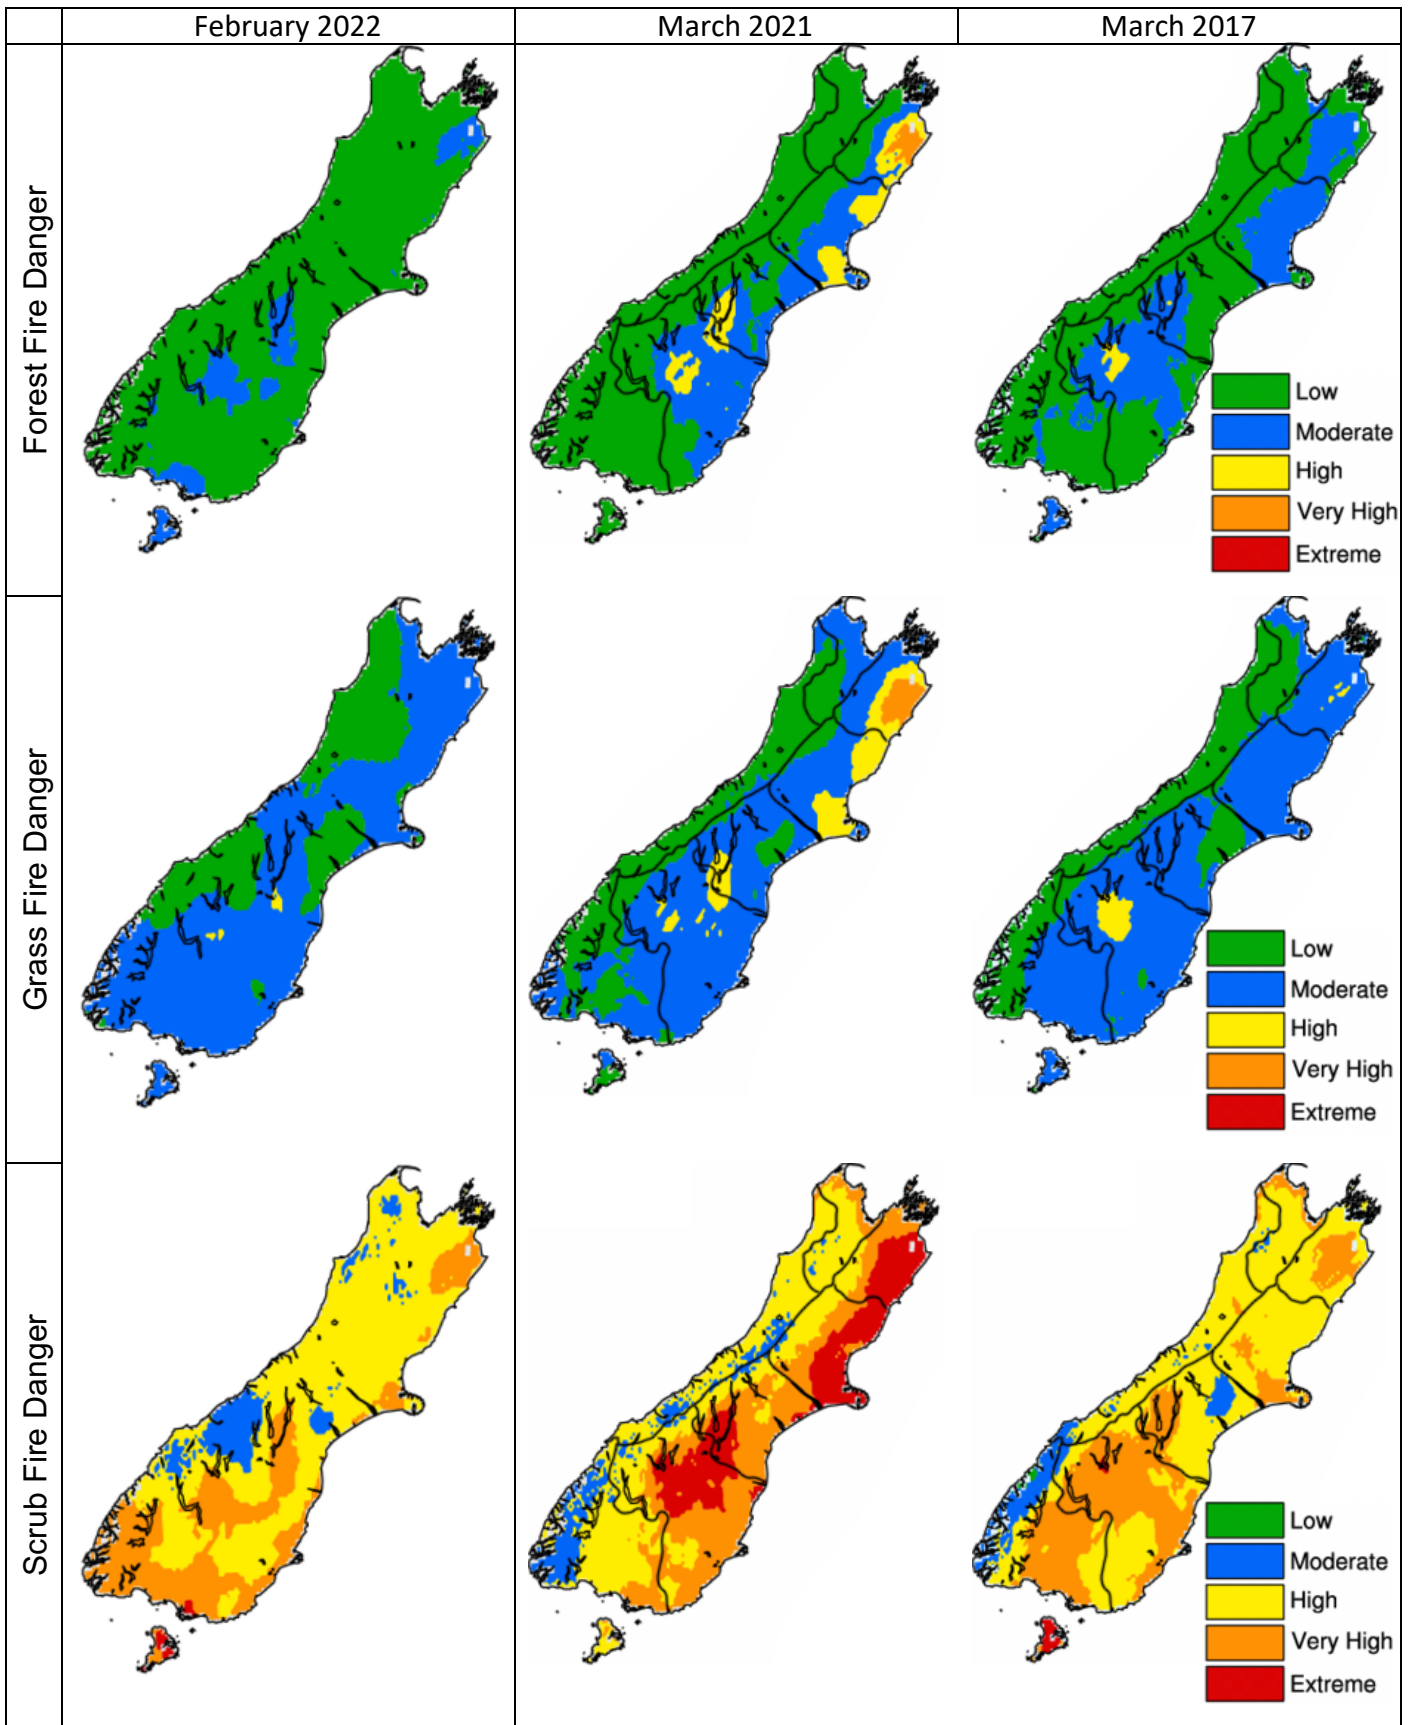 February 2022
March 2021
March 2017
Forest Fire Danger
Low
Moderate
High
Very High
Extreme
Grass Fire Danger
Low
Moderate
High
Very High
Extreme
Scrub Fire Danger
Low
Moderate
High
Very High
Extreme